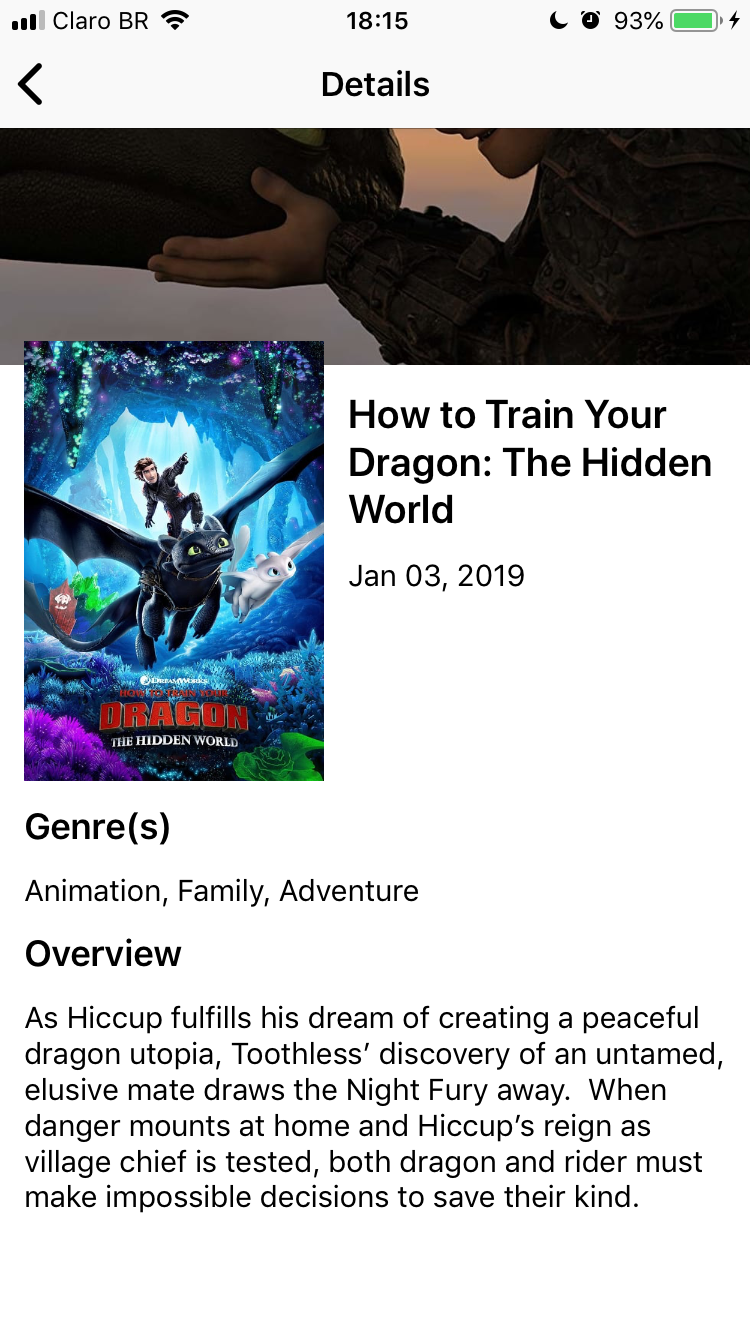 Claro BR 18:15 93%
Details
How to Train Your
Dragon: The Hidden
World
Jan 03, 2019
DREAMWORKS
HOW TO TRAIN YOUR
DRAGON
THE HIDDEN WORLD
Genre(s)
Animation, Family, Adventure
Overview
As Hiccup fulfills his dream of creating a peaceful
dragon utopia, Toothless’ discovery of an untamed,
elusive mate draws the Night Fury away.  When
danger mounts at home and Hiccup’s reign as
village chief is tested, both dragon and rider must
make impossible decisions to save their kind.